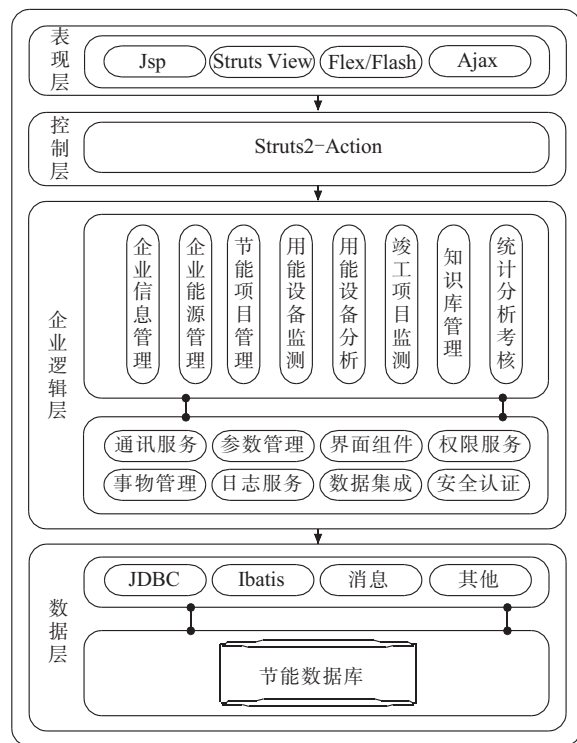 表现层
Jsp Struts View Flex/Flash Ajax
控制层
Struts2-Action
企业逻辑层
企业信息管理
企业能源管理
节能项目管理
用能设备监测
用能设备分析
竣工项目监测
知识库管理
统计分析考核
通讯服务 参数管理 界面组件 权限服务
事物管理 日志服务 数据集成 安全认证
数据层
JDBC Ibatis 消息 其他
节能数据库